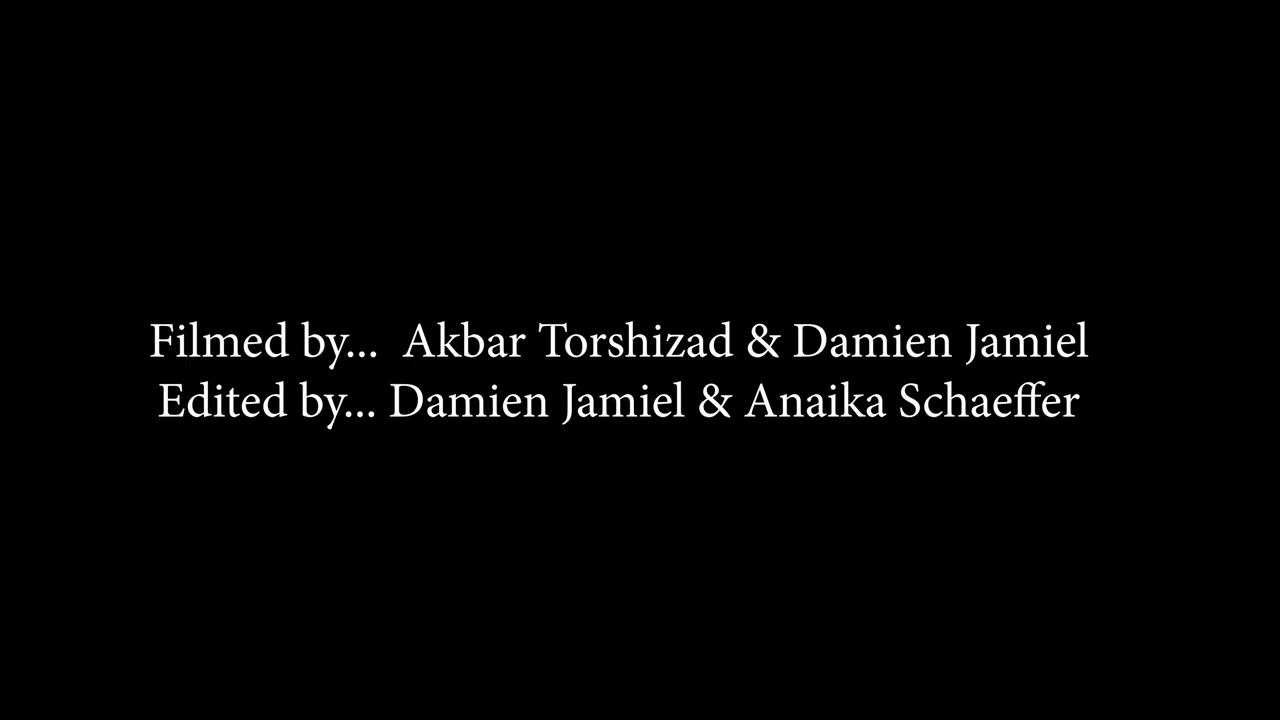 Filmed by...  Akbar Torshizad & Damien Jamiel
Edited by... Damien Jamiel & Anaika Schaeffer